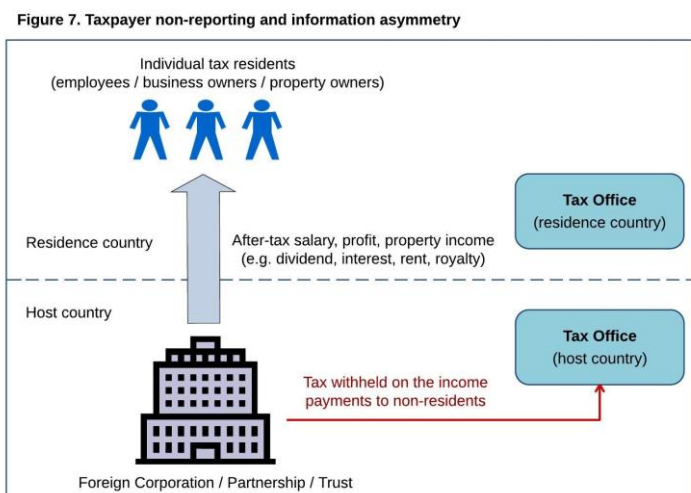 Figure 7. Taxpayer non-reporting and information asymmetry
Individual tax residents
(employees / business owners / property owners)
Tax Office
(residence country)
Residence country
After-tax salary, profit, property income
(e.g. dividend, interest, rent, royalty)
Host country
Tax Office
(host country)
Tax withheld on the income
payments to non-residents
Foreign Corporation / Partnership / Trust